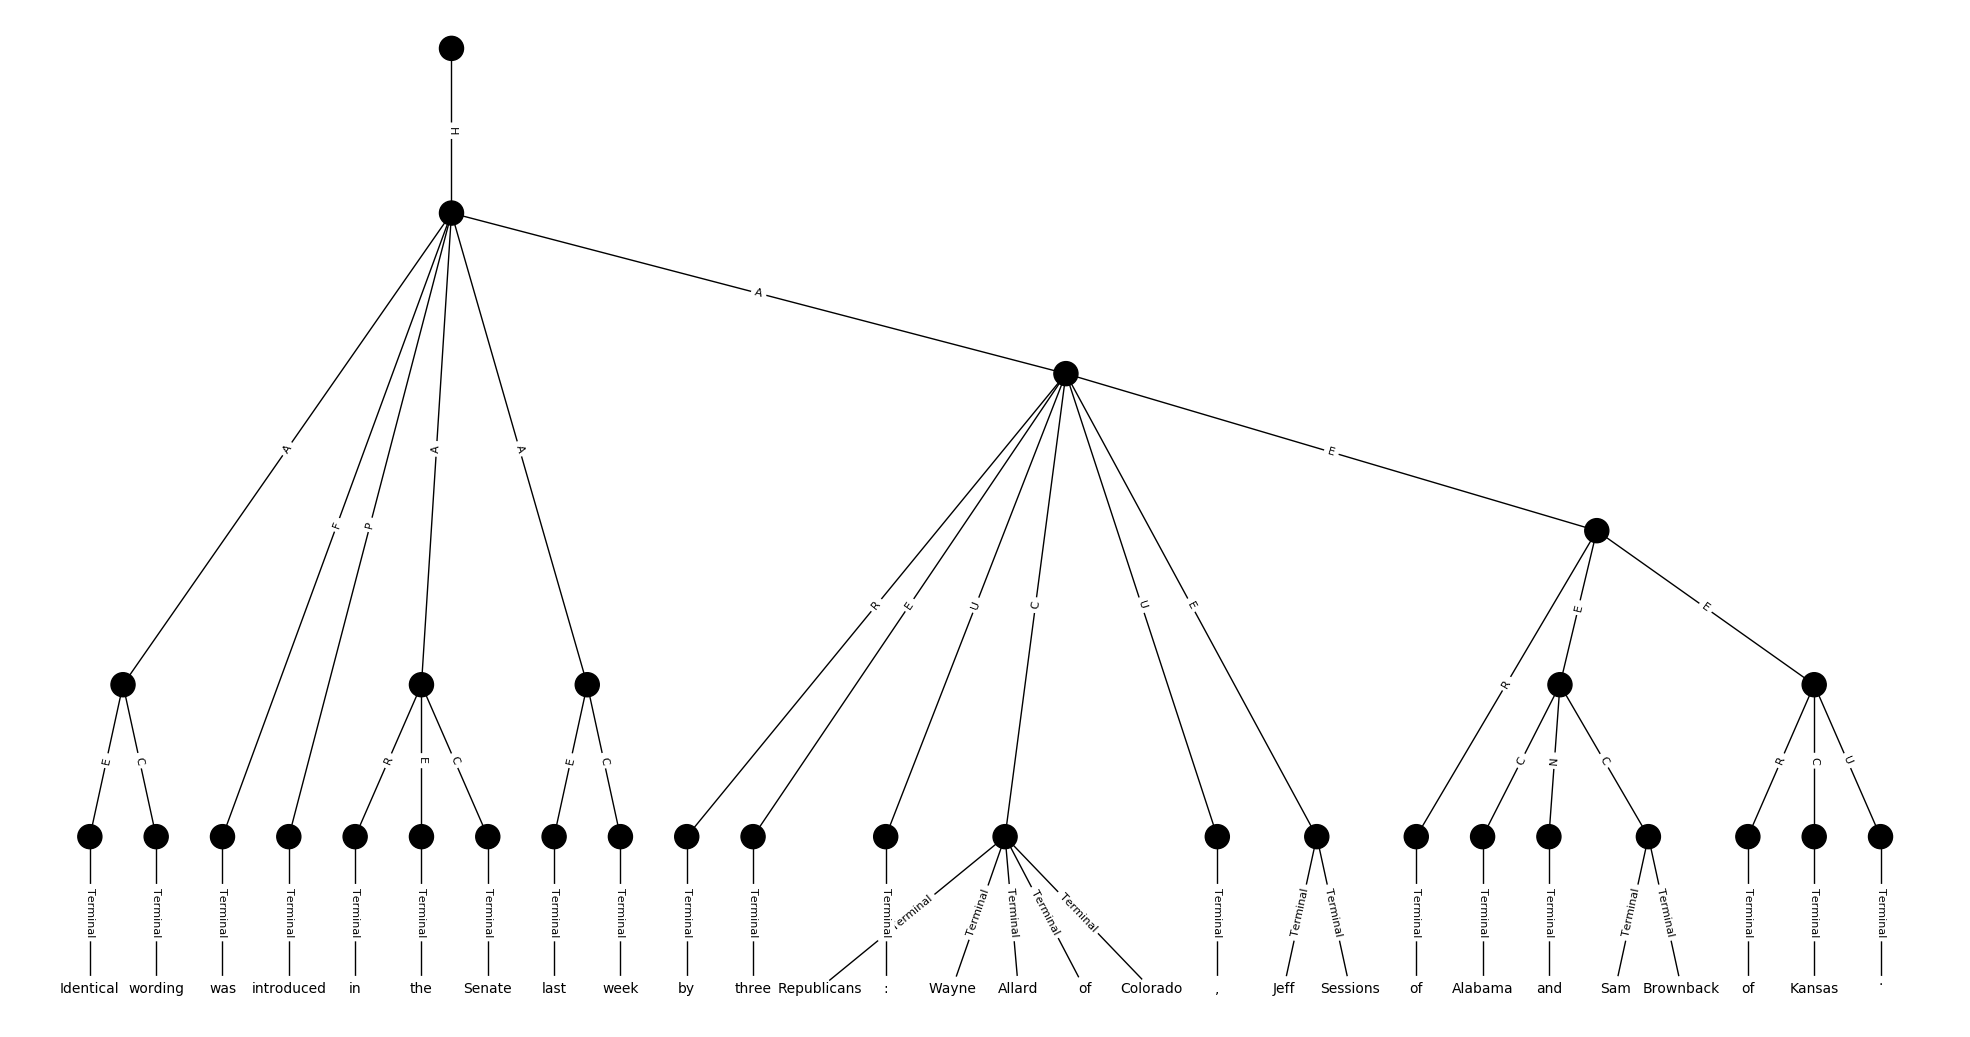 H
A
A
A
A
E
F
P
R
E
U
C
U
E
E
E
R
E
C
R
E
C
E
C
C
N
C
R
C
U
Terminal Terminal Terminal Terminal Terminal Terminal Terminal Terminal Terminal Terminal Terminal Terminal erminal Terminal Terminal Terminal Terminal Terminal Terminal Terminal Terminal Terminal Terminal Terminal Terminal Terminal Terminal Terminal
Identical wording was introduced in the Senate last week by three Republicans : Wayne Allard of Colorado , Jeff Sessions of Alabama and Sam Brownback of Kansas .